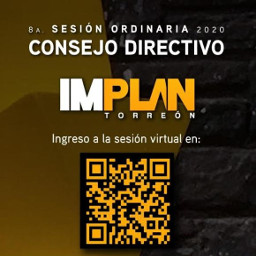 8a. SESIÓN ORDINARIA 2020
CONSEJO DIRECTIVO
IMPLAN
TORREÓN
Ingreso a la sesión virtual en: